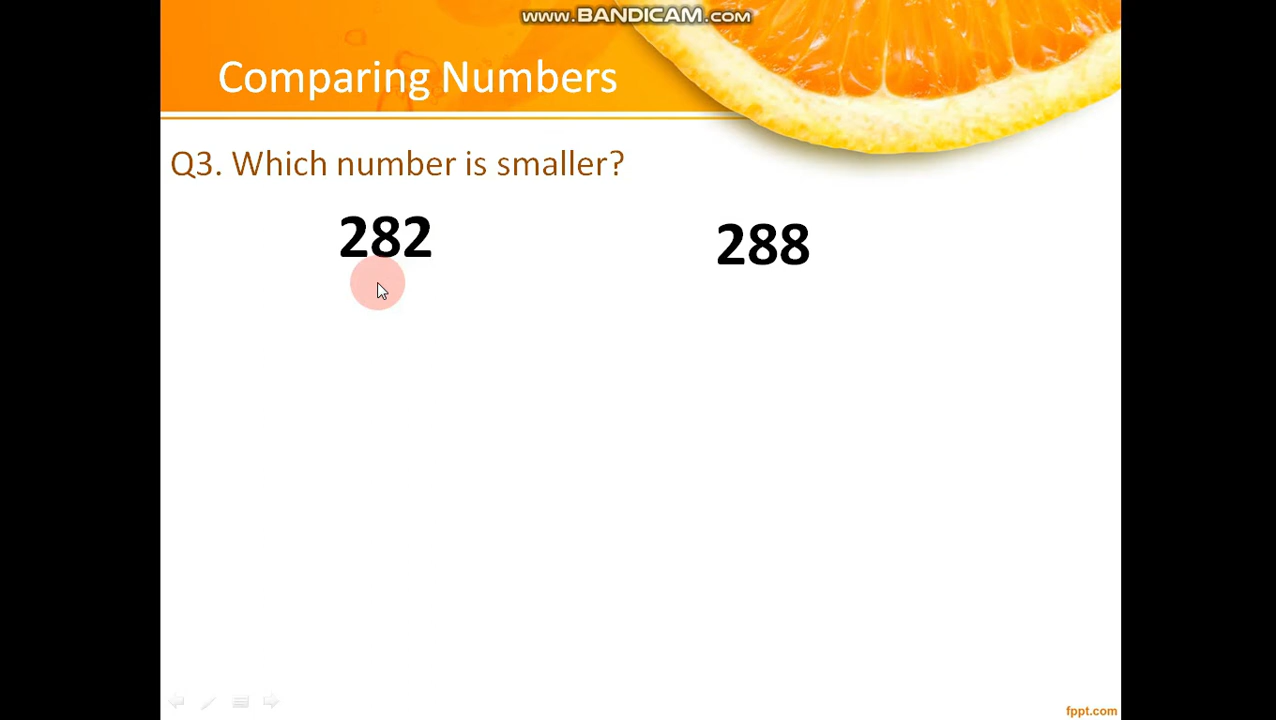 www.BANDICAM.com
Comparing Numbers
Q3. Which number is smaller?
282 288
fppt.com